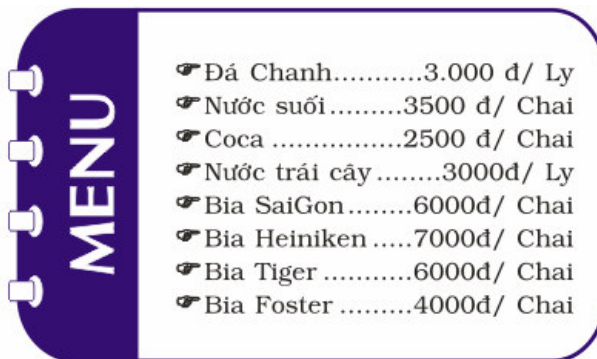 MENU
☛Đá Chanh...........3.000 đ/ Ly
☛Nước suối.........3500 đ/ Chai
☛Coca ................2500 đ/ Chai
☛Nước trái cây ........3000đ/ Ly
☛Bia SaiGon........6000đ/ Chai
☛Bia Heiniken .....7000đ/ Chai
☛Bia Tiger ...........6000đ/ Chai
☛Bia Foster .........4000đ/ Chai